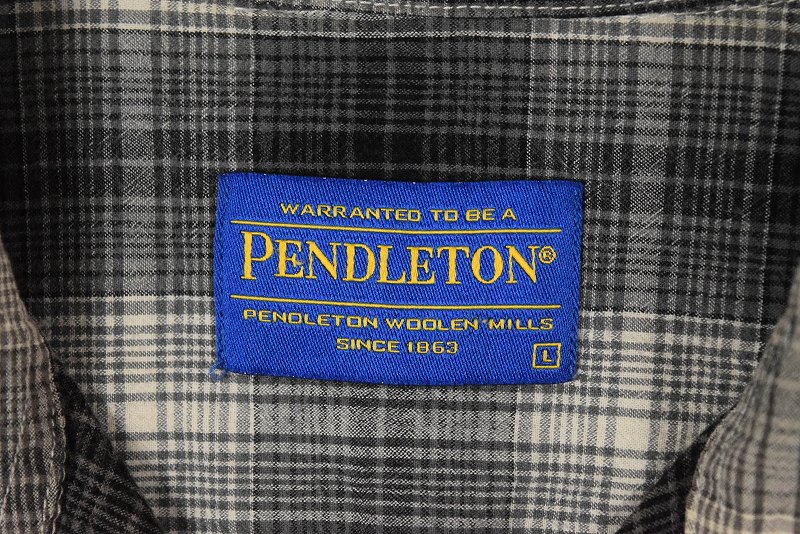 WARRANTED TO BE A
PENDLETON®
PENDLETON WOOLEN MILLS
SINCE 1863
L